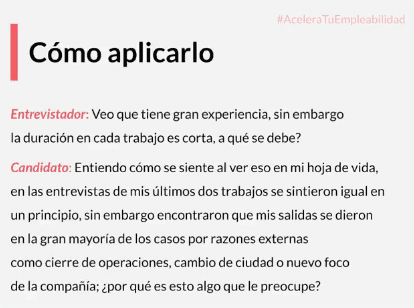 #AceleraTuEmpleabilidad
Cómo aplicarlo
Entrevistador: Veo que tiene gran experiencia, sin embargo
la duración en cada trabajo es corta, a qué se debe?
Candidato: Entiendo cómo se siente al ver eso en mi hoja de vida,
en las entrevistas de mis últimos dos trabajos se sintieron igual en
un principio, sin embargo encontraron que mis salidas se dieron
en la gran mayoría de los casos por razones externas
como cierre de operaciones, cambio de ciudad o nuevo foco
de la compañía; ¿por qué es esto algo que le preocupe?